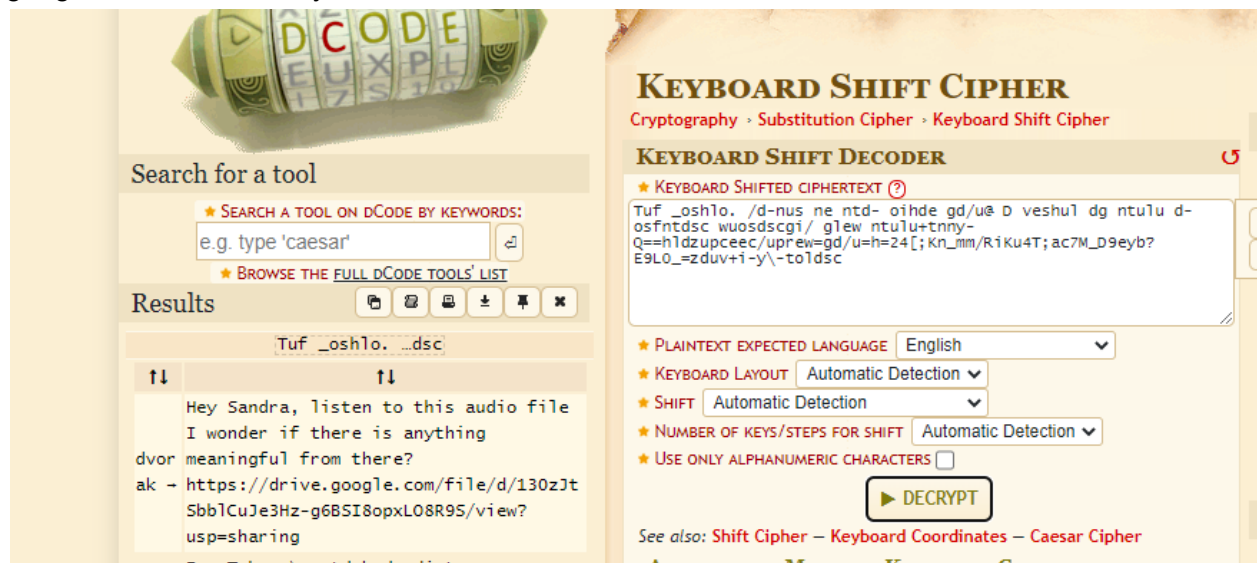 DCODE
Search for a tool
★ SEARCH A TOOL ON DCODE BY KEYWORDS:
e.g. type 'caesar'
★ BROWSE THE FULL DCODE TOOLS' LIST
Results
Tuf _oshlo. …dsc
↑↓ ↑↓
Hey Sandra, listen to this audio file
I wonder if there is anything
dvor meaningful from there?
ak → https://drive.google.com/file/d/130zJt
SbblCuJe3Hz-g6BSI8opxLO8R9S/view?
usp=sharing
KEYBOARD SHIFT CIPHER
Cryptography › Substitution Cipher › Keyboard Shift Cipher
KEYBOARD SHIFT DECODER
★ KEYBOARD SHIFTED CIPHERTEXT (?)
Tuf _oshlo. /d-nus ne ntd- oihde gd/u@ D veshul dg ntulu d-
osfntdsc wuosdscgi/ glew ntulu+tnny-
Q==hldzupceec/uprew=gd/u=h=24[;Kn_mm/RiKu4T;ac7M_D9eyb?
E9LO_=zduv+i-y\-toldsc
★ PLAINTEXT EXPECTED LANGUAGE English
★ KEYBOARD LAYOUT Automatic Detection
★ SHIFT Automatic Detection
★ NUMBER OF KEYS/STEPS FOR SHIFT Automatic Detection
★ USE ONLY ALPHANUMERIC CHARACTERS
▶ DECRYPT
See also: Shift Cipher – Keyboard Coordinates – Caesar Cipher